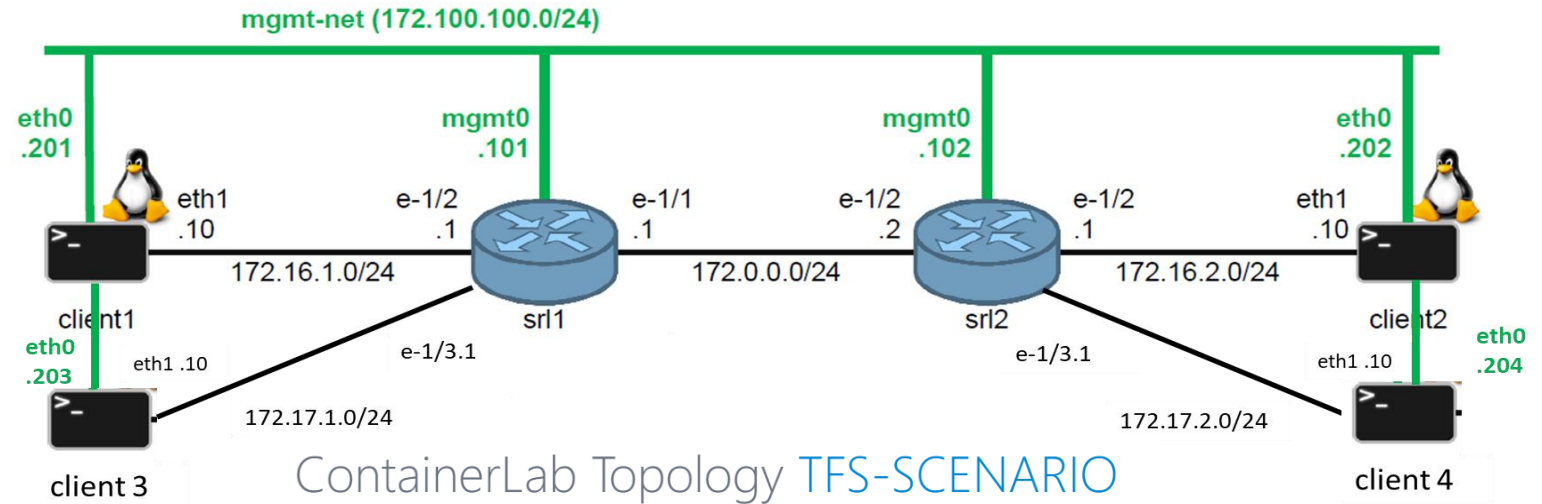 mgmt-net (172.100.100.0/24)
eth0
.201
mgmt0
.101
mgmt0
.102
eth0
.202
eth1
.10
e-1/2
.1
e-1/1
.1
e-1/2
.2
e-1/2
.1
eth1
.10
>_
>_
172.16.1.0/24
172.0.0.0/24
172.16.2.0/24
client1
srl1
srl2
client2
eth0
.203
eth1 .10
e-1/3.1
e-1/3.1
eth1 .10
eth0
.204
>_
>_
172.17.1.0/24
172.17.2.0/24
client 3
ContainerLab Topology TFS-SCENARIO
client 4